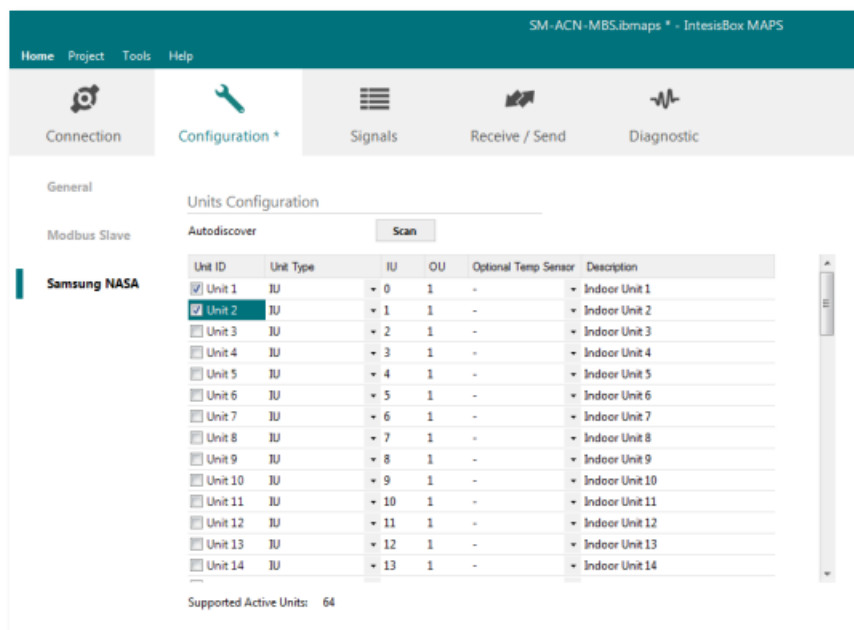 SM-ACN-MBS.ibmaps * - IntesisBox MAPS
Home Project Tools Help
Connection Configuration * Signals Receive / Send Diagnostic
General
Modbus Slave
Samsung NASA
Units Configuration
Autodiscover Scan
Unit ID Unit Type IU OU Optional Temp Sensor Description
Unit 1 IU 0 1 - Indoor Unit 1
Unit 2 IU 1 1 - Indoor Unit 2
Unit 3 IU 2 1 - Indoor Unit 3
Unit 4 IU 3 1 - Indoor Unit 4
Unit 5 IU 4 1 - Indoor Unit 5
Unit 6 IU 5 1 - Indoor Unit 6
Unit 7 IU 6 1 - Indoor Unit 7
Unit 8 IU 7 1 - Indoor Unit 8
Unit 9 IU 8 1 - Indoor Unit 9
Unit 10 IU 9 1 - Indoor Unit 10
Unit 11 IU 10 1 - Indoor Unit 11
Unit 12 IU 11 1 - Indoor Unit 12
Unit 13 IU 12 1 - Indoor Unit 13
Unit 14 IU 13 1 - Indoor Unit 14
Supported Active Units: 64